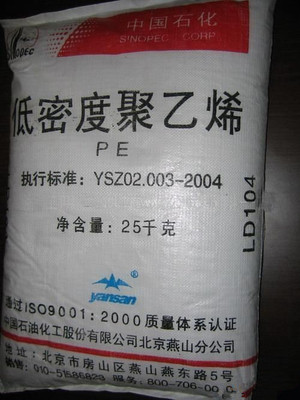 中国石化
SINOPEC CORP
低密度聚乙烯
PE
执行标准：YSZ02.003-2004
净含量：25千克
LD104
yansan
通过ISO9001:2000质量体系认证
中国石油化工股份有限公司北京燕山分公司
地址：北京市房山区燕山燕东路5号